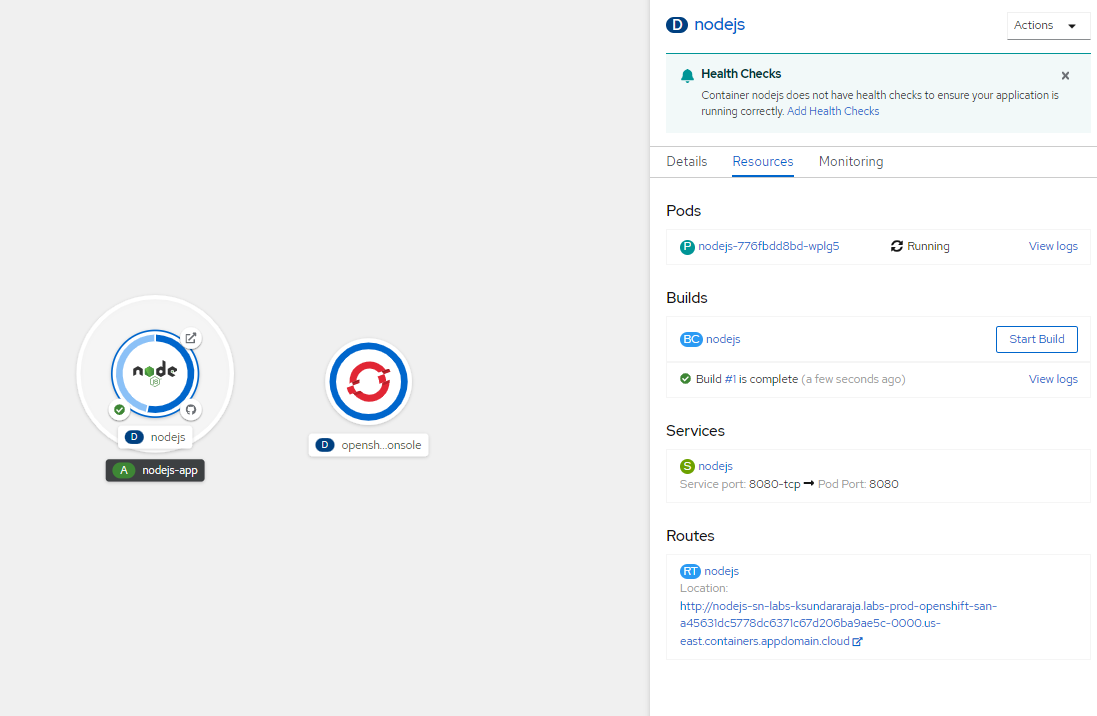 node
JS
D nodejs
A nodejs-app
D opensh...onsole
D nodejs
Actions
Health Checks
Container nodejs does not have health checks to ensure your application is
running correctly. Add Health Checks
Details Resources Monitoring
Pods
P nodejs-776fbdd8bd-wplg5 Running View logs
Builds
BC nodejs Start Build
Build #1 is complete (a few seconds ago) View logs
Services
S nodejs
Service port: 8080-tcp → Pod Port: 8080
Routes
RT nodejs
Location:
http://nodejs-sn-labs-ksundararaja.labs-prod-openshift-san-
a45631dc5778dc6371c67d206ba9ae5c-0000.us-
east.containers.appdomain.cloud